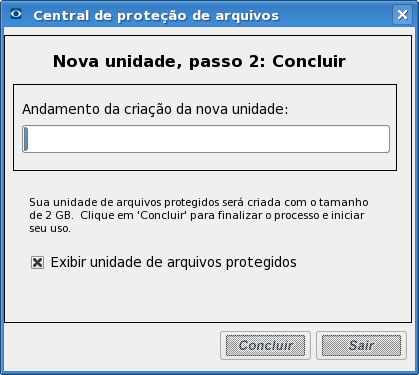 Central de proteção de arquivos
Nova unidade, passo 2: Concluir
Andamento da criação da nova unidade:
Sua unidade de arquivos protegidos será criada com o tamanho
de 2 GB.  Clique em 'Concluir' para finalizar o processo e iniciar
seu uso.
Exibir unidade de arquivos protegidos
Concluir
Sair